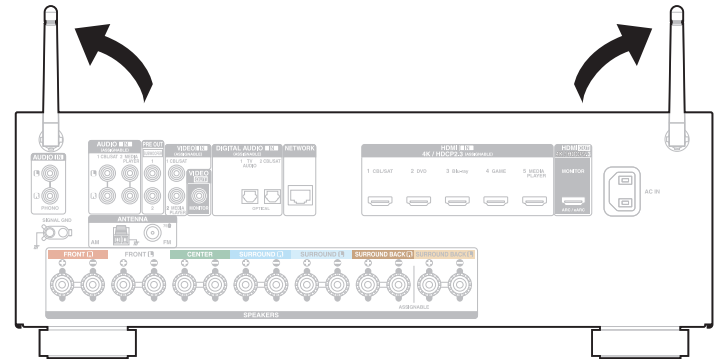 AUDIO IN
PHONO
SIGNAL GND
AUDIO IN
(ASSIGNABLE)
1 CBL/SAT 2 MEDIA PLAYER
PRE OUT
1
2
VIDEO IN
(ASSIGNABLE)
1 CBL/SAT
2 MEDIA PLAYER
VIDEO
OUT
MONITOR
DIGITAL AUDIO IN
(ASSIGNABLE)
1 TV AUDIO 2 CBL/SAT
OPTICAL
NETWORK
ANTENNA
AM
FM
HDMI IN
4K / HDCP2.3 (ASSIGNABLE)
1 CBL/SAT 2 DVD 3 Blu-ray 4 GAME 5 MEDIA PLAYER
HDMI OUT
MONITOR
ARC / eARC
AC IN
FRONT L FRONT R CENTER SURROUND L SURROUND R SURROUND BACK L SURROUND BACK R
ASSIGNABLE
SPEAKERS